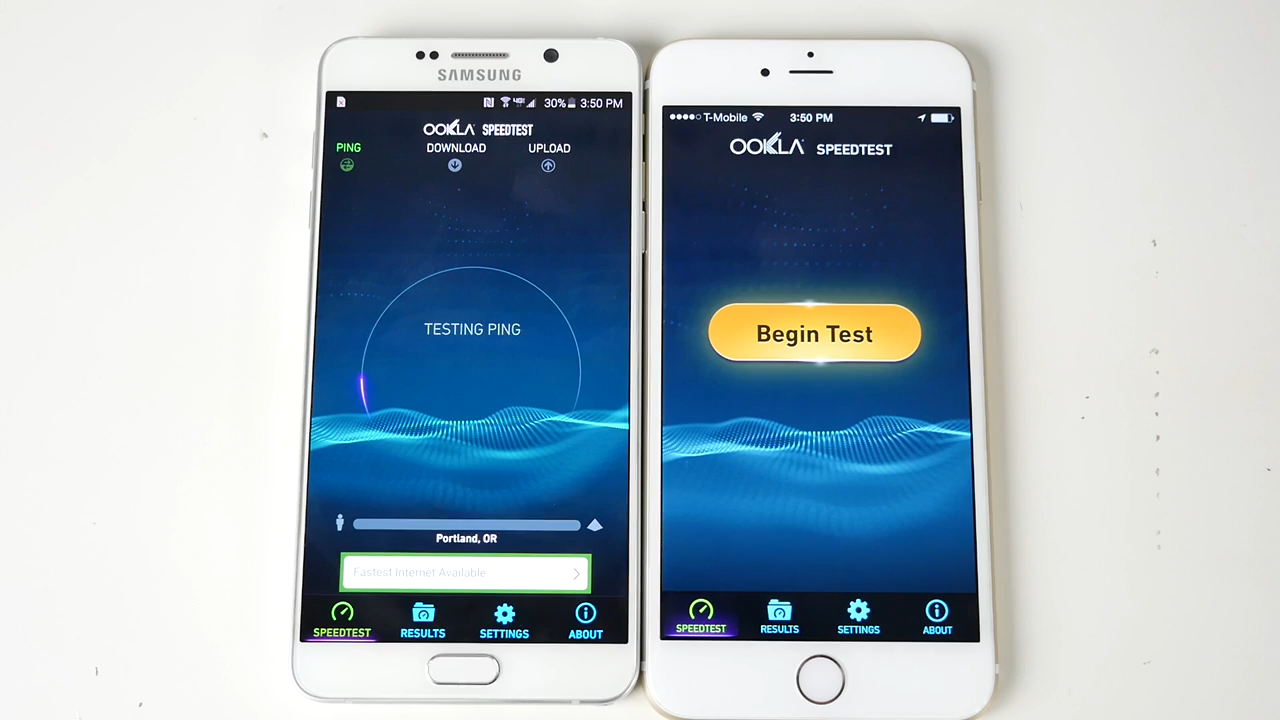 SAMSUNG
4G 30% 3:50 PM
OOKLA SPEEDTEST
PING DOWNLOAD UPLOAD
TESTING PING
Portland, OR
Fastest Internet Available
SPEEDTEST RESULTS SETTINGS ABOUT
T-Mobile 3:50 PM
OOKLA SPEEDTEST
Begin Test
SPEEDTEST RESULTS SETTINGS ABOUT